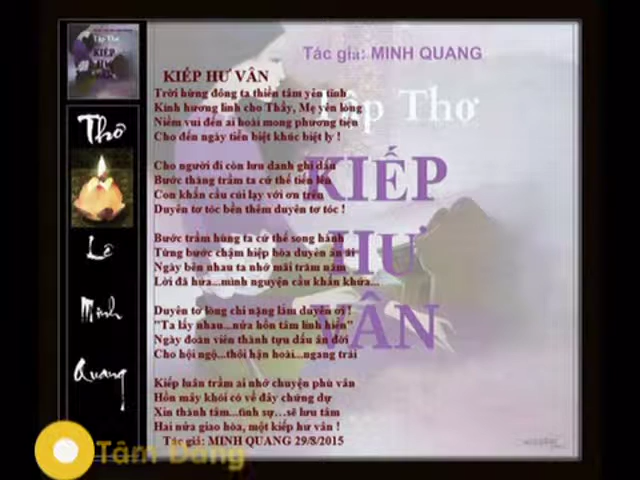 Tác giả: MINH QUANG
Tập Thơ
KIẾP
HƯ
VÂN
Thơ
Lê
Minh
Quang
KIẾP HƯ VÂN
Trời hừng đông ta thiền tâm yên tĩnh
Kính hương linh cho Thầy, Mẹ yên lòng
Niềm vui đến ai hoài mong phương tiện
Cho đến ngày tiễn biệt khúc biệt ly !
Cho người đi còn lưu danh ghi dấu
Bước thăng trầm ta cứ thế tiến lên
Con khấn cầu cúi lạy với ơn trên
Duyên tơ tóc bền thêm duyên tơ tóc !
Bước trầm hùng ta cứ thế song hành
Từng bước chậm hiệp hòa duyên ân ái
Ngày bên nhau ta nhớ mãi trăm năm
Lời đã hứa...mình nguyện cầu khấn khứa...
Duyên tơ lòng chi nặng lắm duyên ơi !
"Ta lấy nhau...nửa hồn tâm linh hiển"
Ngày đoàn viên thành tựu dấu ân đời
Cho hội ngộ...thôi hận hoài...ngang trái
Kiếp luân trầm ai nhớ chuyện phù vân
Hồn mây khói có về đây chứng dự
Xin thành tâm...tình sự...sẽ lưu tâm
Hai nửa giao hòa, một kiếp hư vân !
Tác giả: MINH QUANG 29/8/2015
Tâm Đăng